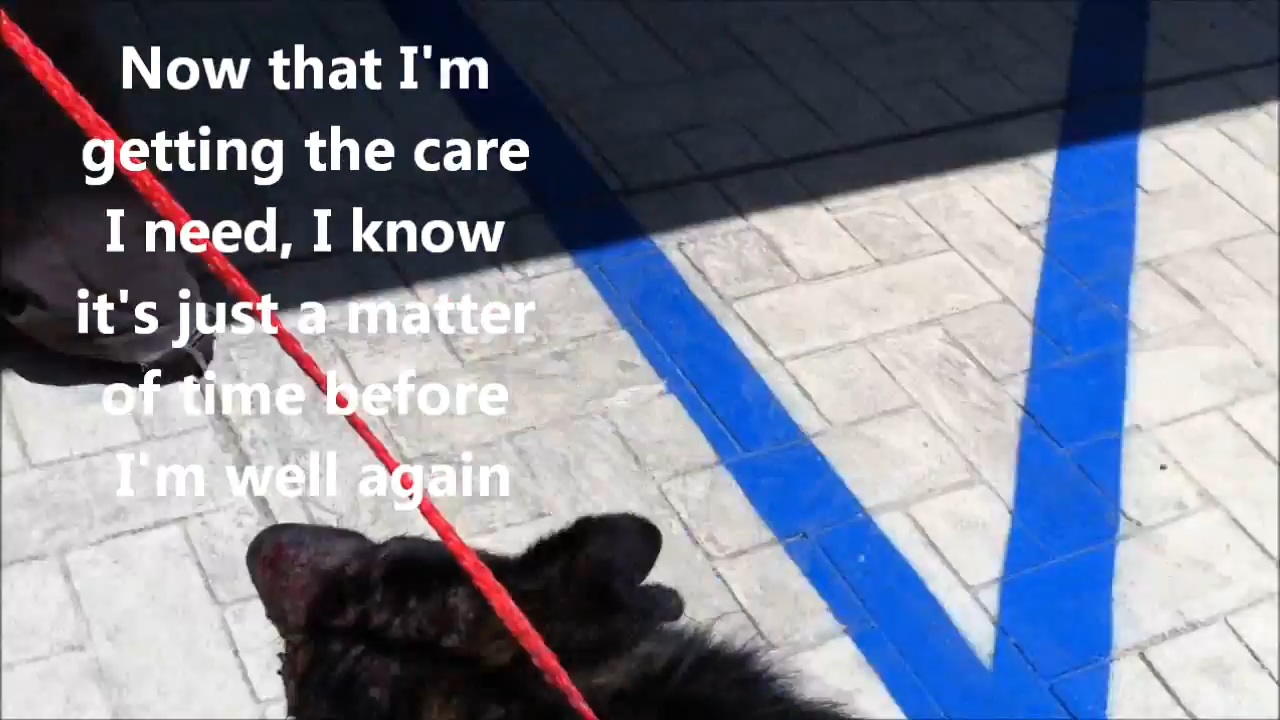 Now that I'm
getting the care
I need, I know
it's just a matter
of time before
I'm well again